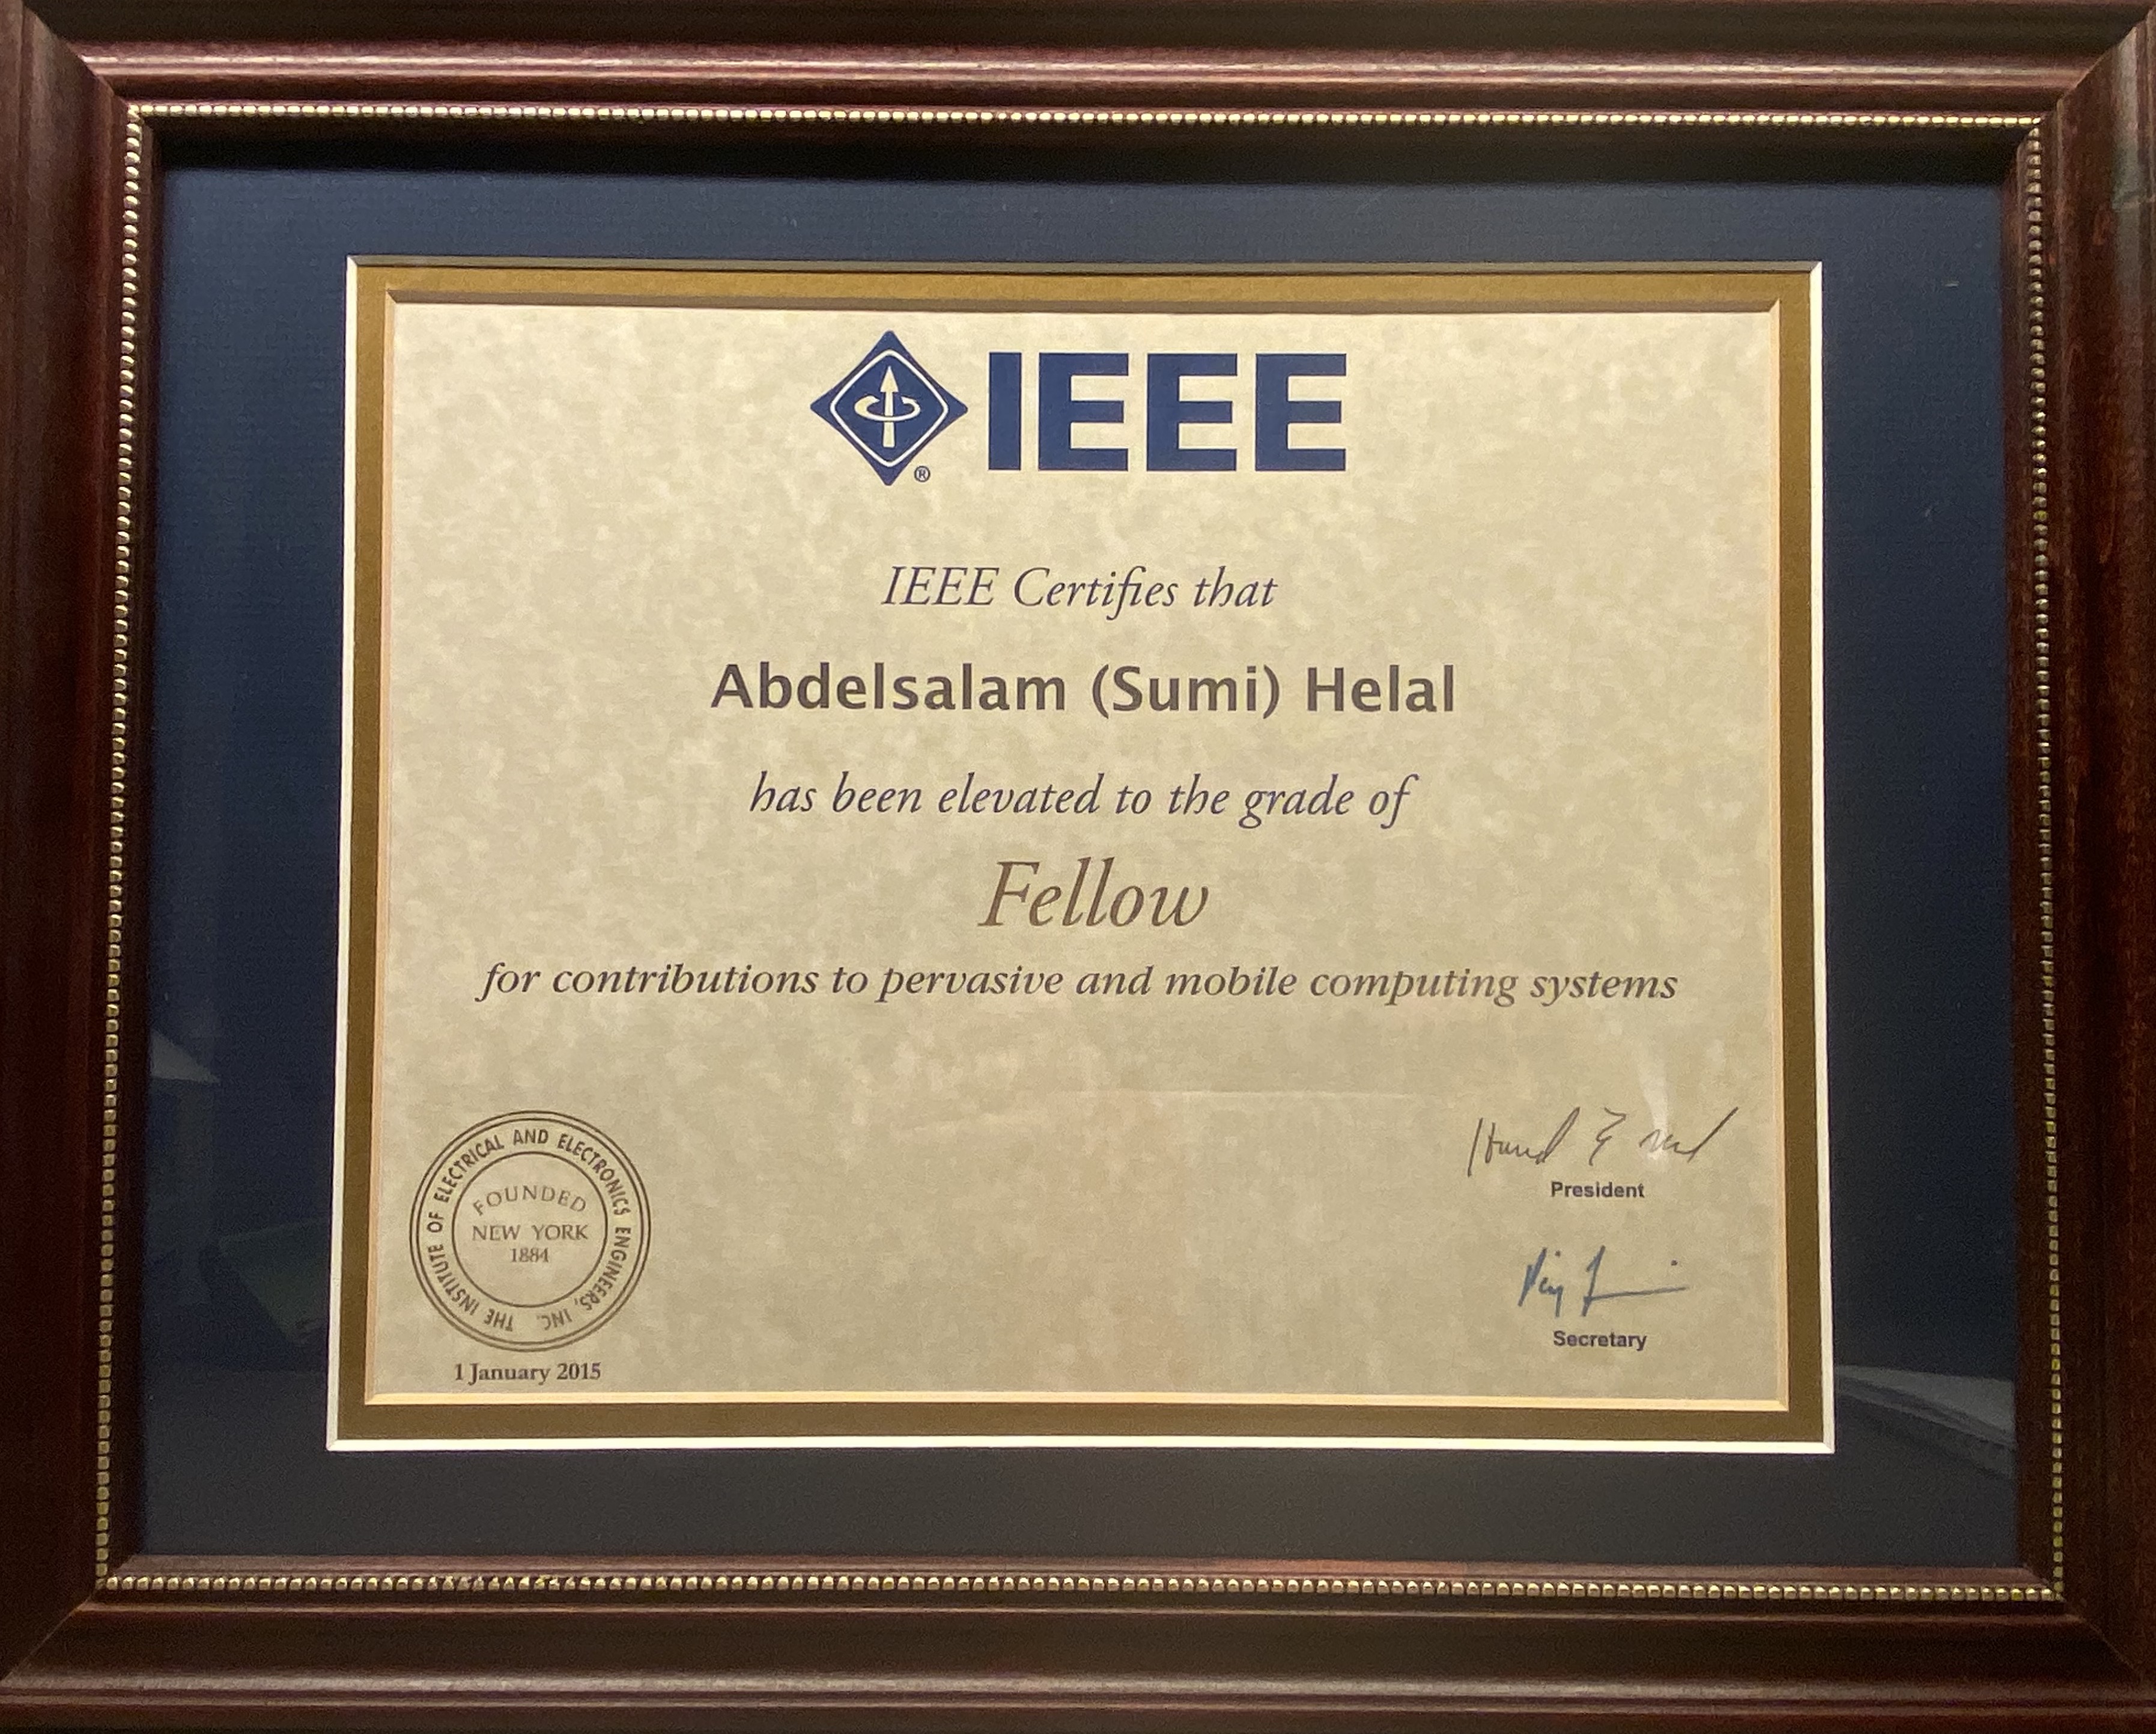 ®
IEEE
IEEE Certifies that
Abdelsalam (Sumi) Helal
has been elevated to the grade of
Fellow
for contributions to pervasive and mobile computing systems
THE INSTITUTE OF ELECTRICAL AND ELECTRONICS ENGINEERS, INC.
FOUNDED
NEW YORK
1884
1 January 2015
President
Secretary